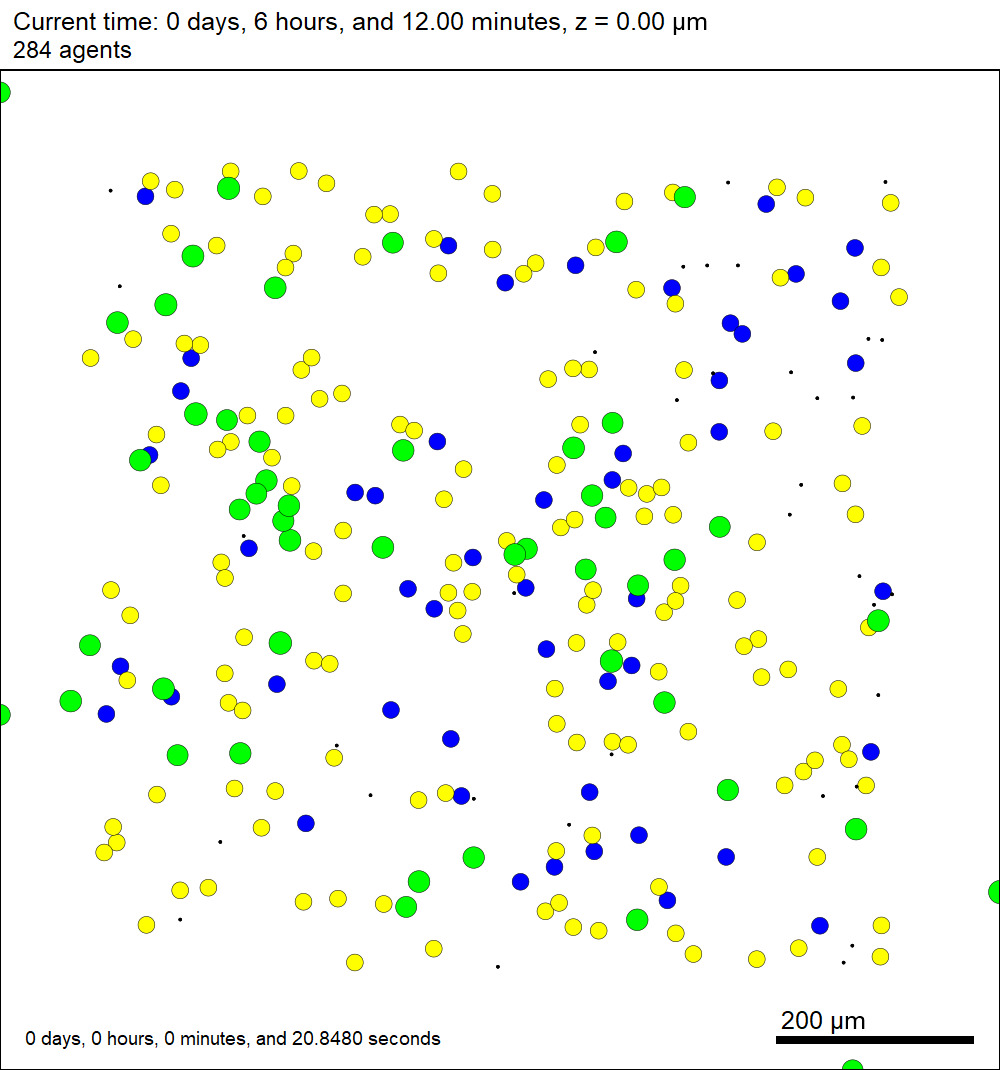 Current time: 0 days, 6 hours, and 12.00 minutes, z = 0.00 μm
284 agents
200 μm
0 days, 0 hours, 0 minutes, and 20.8480 seconds